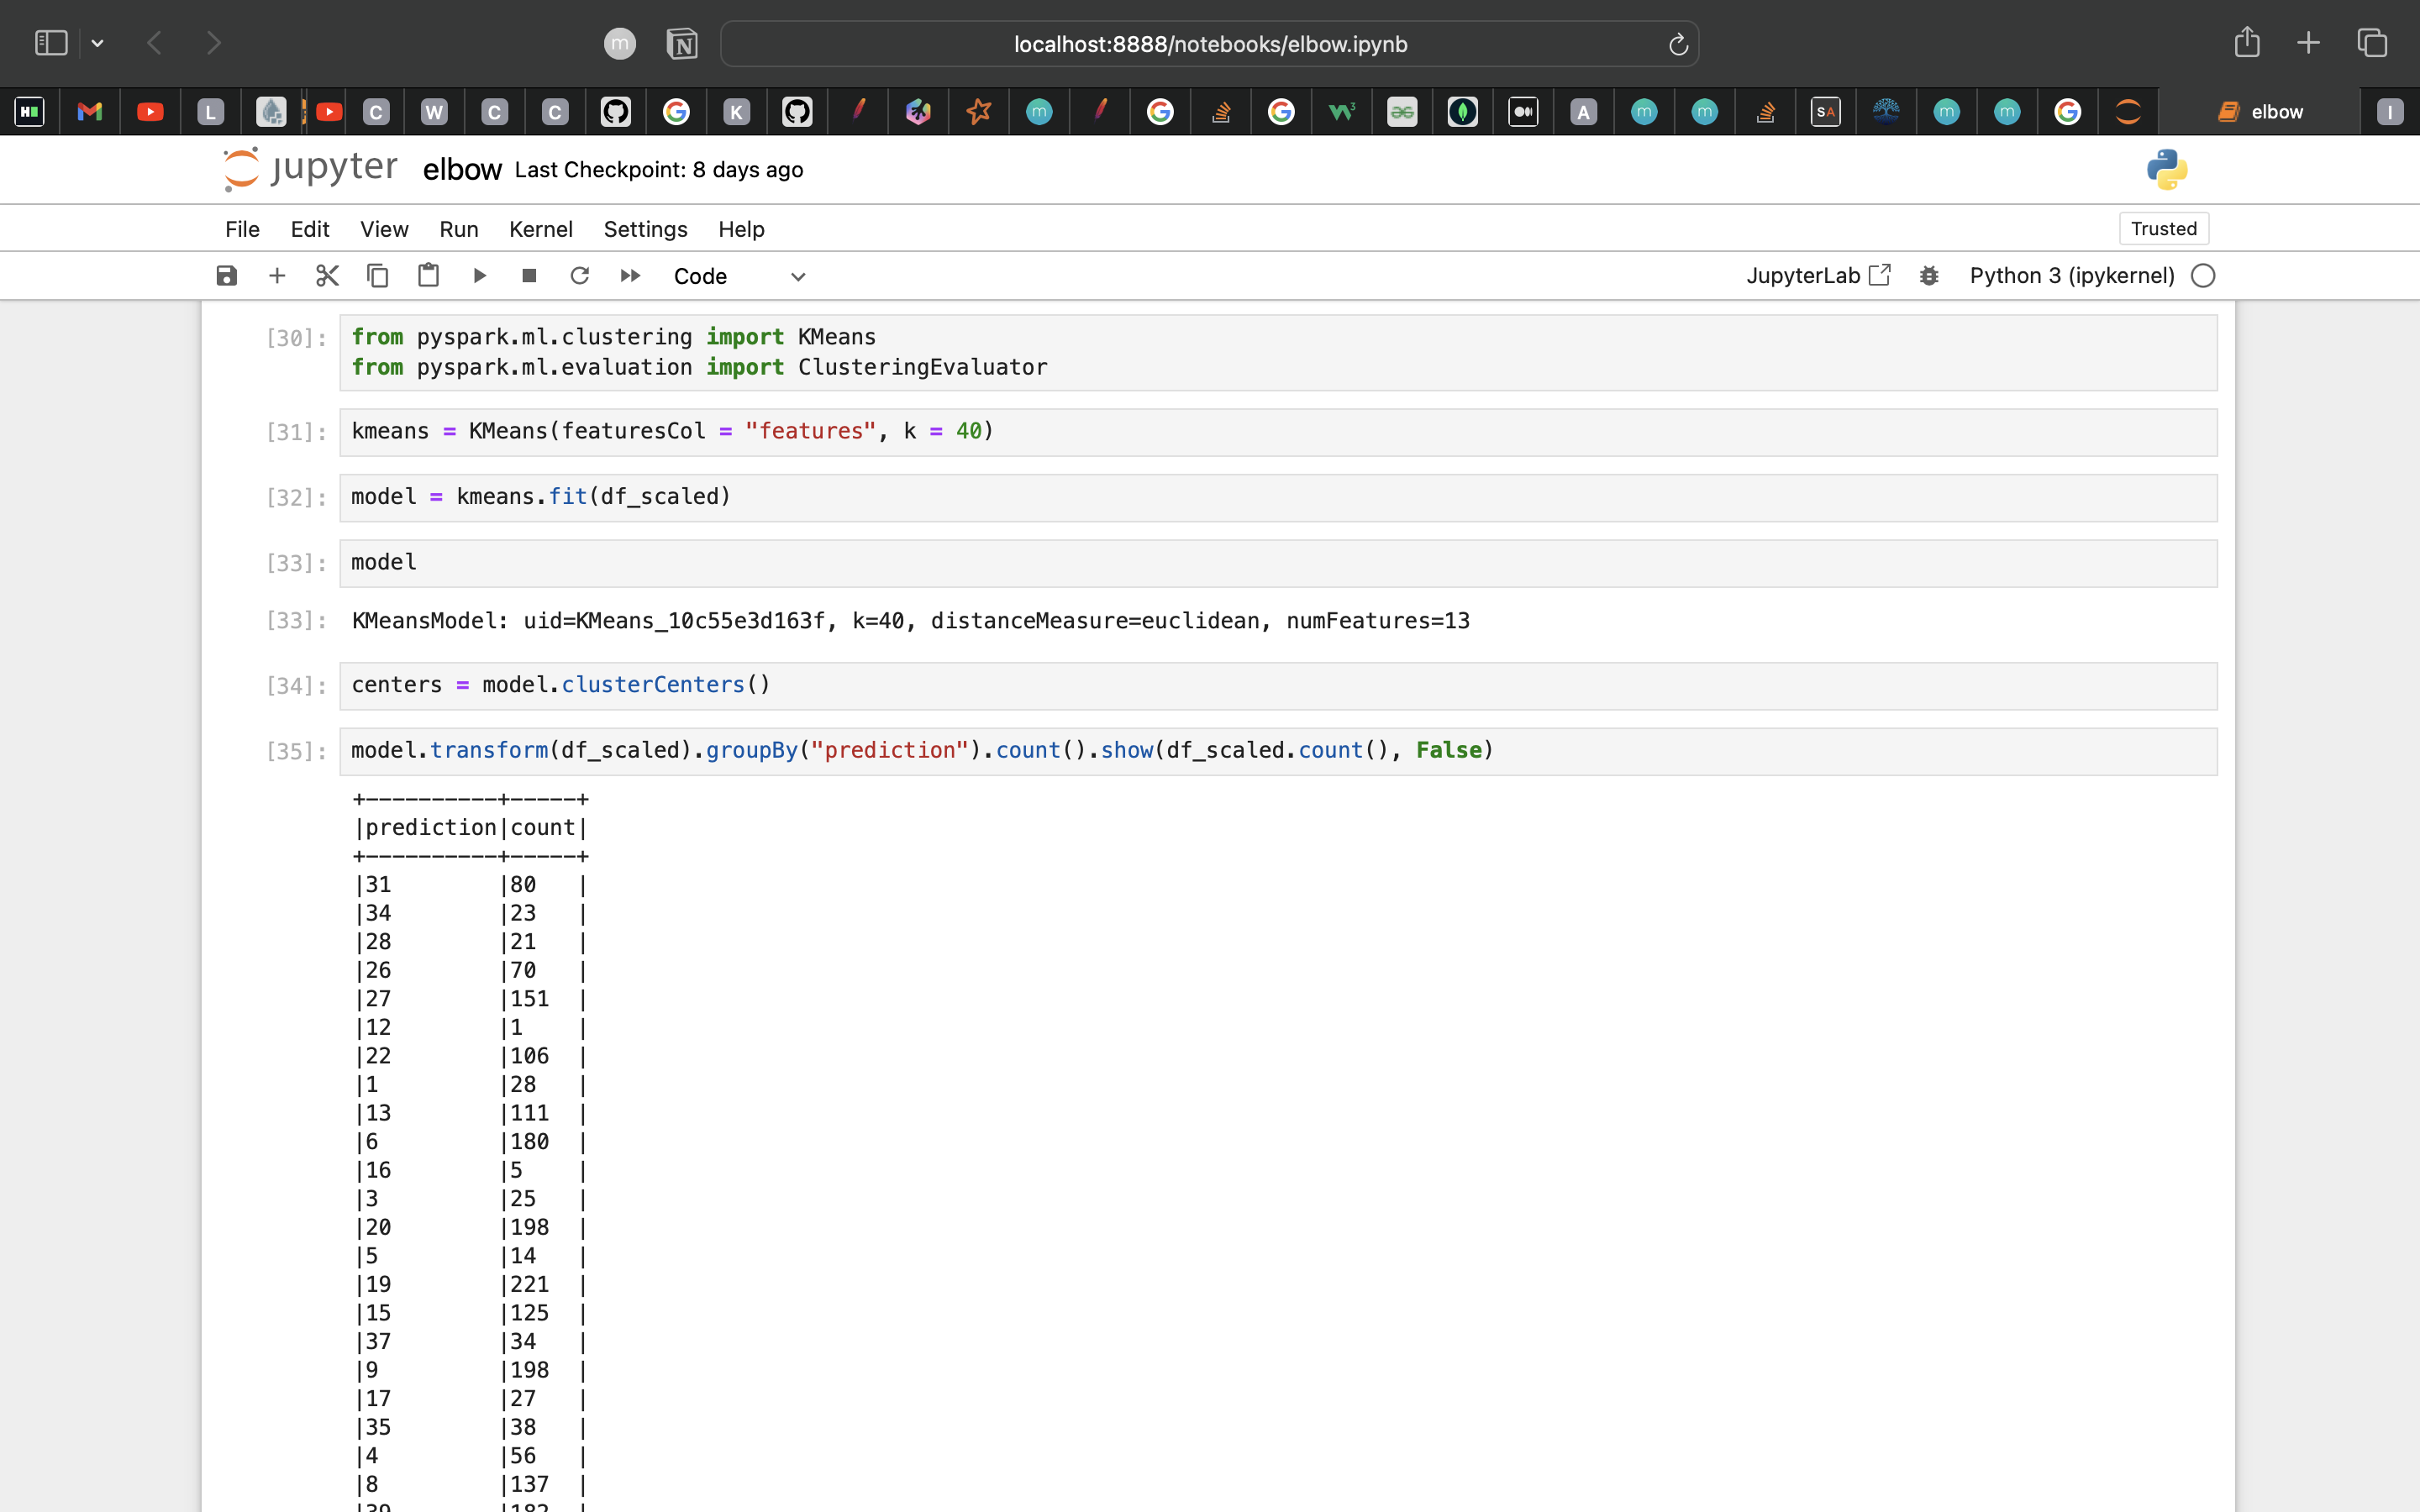 localhost:8888/notebooks/elbow.ipynb
elbow
jupyter elbow Last Checkpoint: 8 days ago
File Edit View Run Kernel Settings Help Trusted
Code JupyterLab Python 3 (ipykernel)
[30]: from pyspark.ml.clustering import KMeans
from pyspark.ml.evaluation import ClusteringEvaluator
[31]: kmeans = KMeans(featuresCol = "features", k = 40)
[32]: model = kmeans.fit(df_scaled)
[33]: model
[33]: KMeansModel: uid=KMeans_10c55e3d163f, k=40, distanceMeasure=euclidean, numFeatures=13
[34]: centers = model.clusterCenters()
[35]: model.transform(df_scaled).groupBy("prediction").count().show(df_scaled.count(), False)
+----------+-----+
|prediction|count|
+----------+-----+
|31        |80   |
|34        |23   |
|28        |21   |
|26        |70   |
|27        |151  |
|12        |1    |
|22        |106  |
|1         |28   |
|13        |111  |
|6         |180  |
|16        |5    |
|3         |25   |
|20        |198  |
|5         |14   |
|19        |221  |
|15        |125  |
|37        |34   |
|9         |198  |
|17        |27   |
|35        |38   |
|4         |56   |
|8         |137  |
|39        |182  |